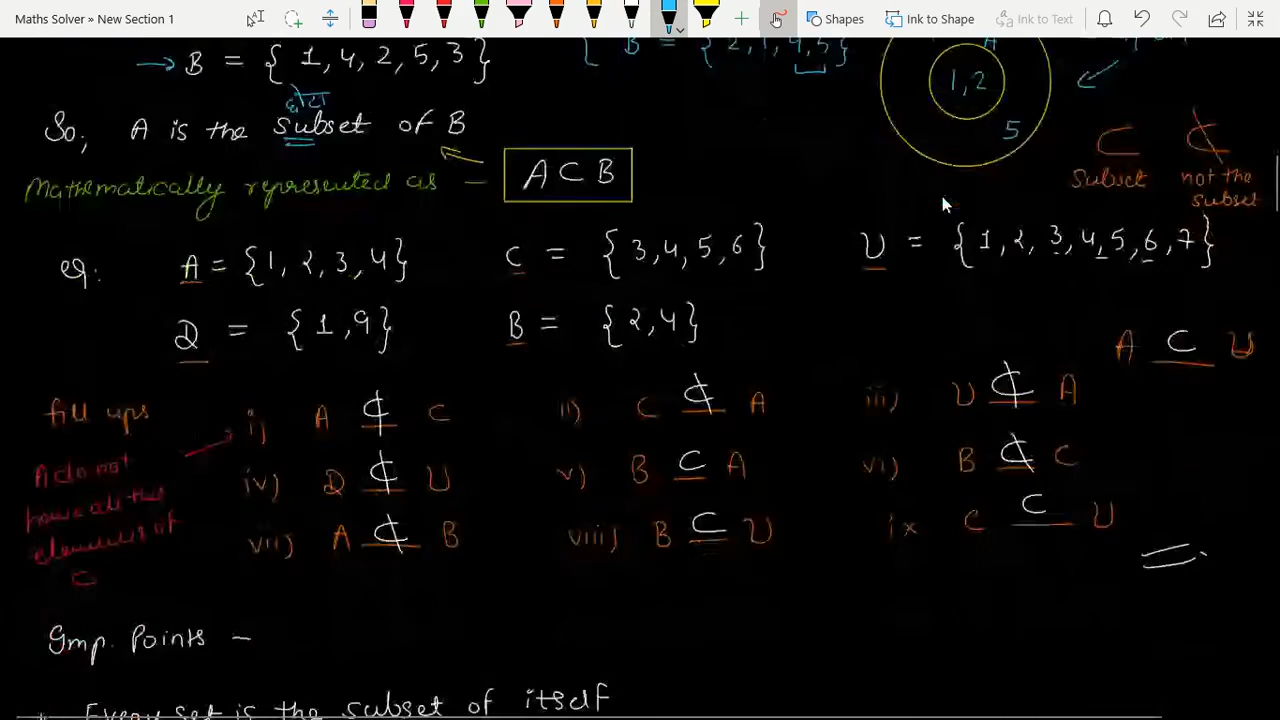 Maths Solver » New Section 1
Shapes Ink to Shape Ink to Text
→ B = { 1, 4, 2, 5, 3 }
{ B = { 2, 1, 4, 5 }
A
1, 2
5
So, A is the subset of B
Mathematically represented as — A ⊂ B
⊂ ⊄
Subset not the subset
eg. A = {1, 2, 3, 4} C = {3, 4, 5, 6} U = {1, 2, 3, 4, 5, 6, 7}
D = {1, 9} B = {2, 4}
A ⊂ U
fill ups i) A ⊄ C ii) C ⊄ A iii) U ⊄ A
iv) D ⊄ U v) B ⊂ A vi) B ⊄ C
vii) A ⊄ B viii) B ⊂ U ix C ⊂ U
A do not
have all the
elements of
C
Imp. Points —
Every set is the subset of itself